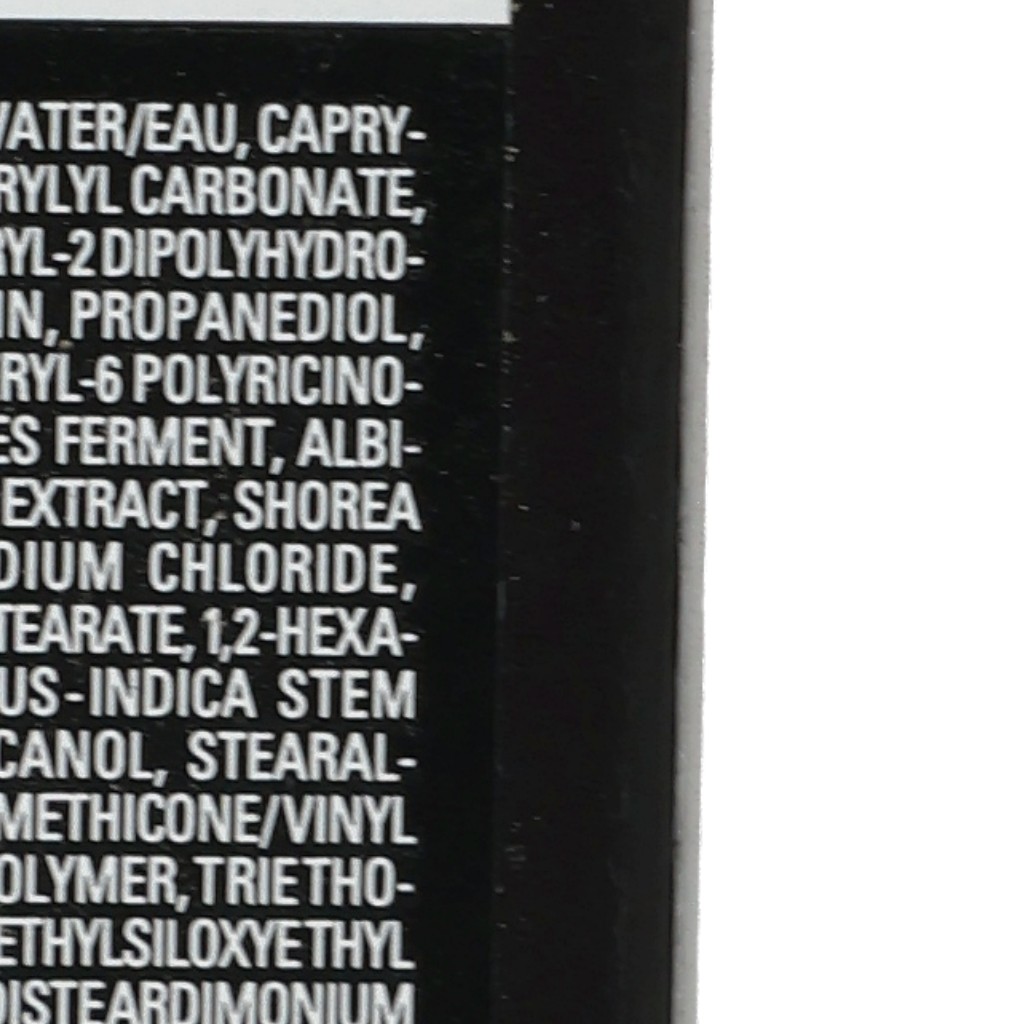 WATER/EAU, CAPRY-
RYLYL CARBONATE,
RYL-2 DIPOLYHYDRO-
IN, PROPANEDIOL,
RYL-6 POLYRICINO-
ES FERMENT, ALBI-
EXTRACT, SHOREA
DIUM CHLORIDE,
TEARATE, 1,2-HEXA-
US-INDICA STEM
CANOL, STEARAL-
METHICONE/VINYL
OLYMER, TRIETHO-
ETHYLSILOXYETHYL
DISTEARDIMONIUM